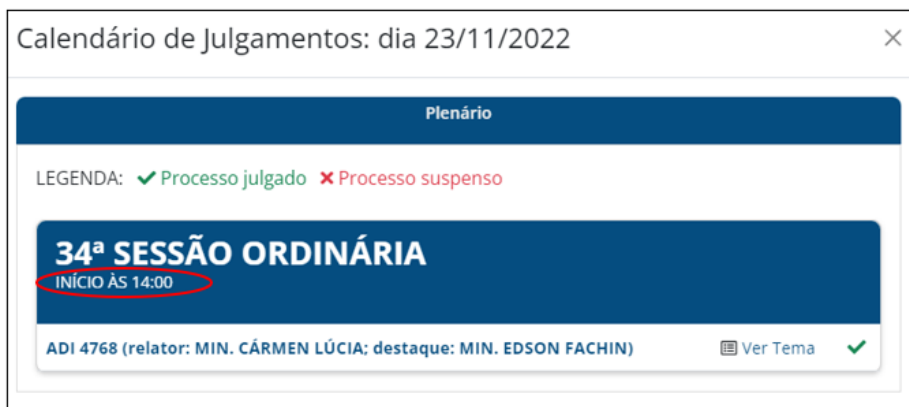 Calendário de Julgamentos: dia 23/11/2022
Plenário
LEGENDA: Processo julgado Processo suspenso
34ª SESSÃO ORDINÁRIA
INÍCIO ÀS 14:00
ADI 4768 (relator: MIN. CÁRMEN LÚCIA; destaque: MIN. EDSON FACHIN) Ver Tema